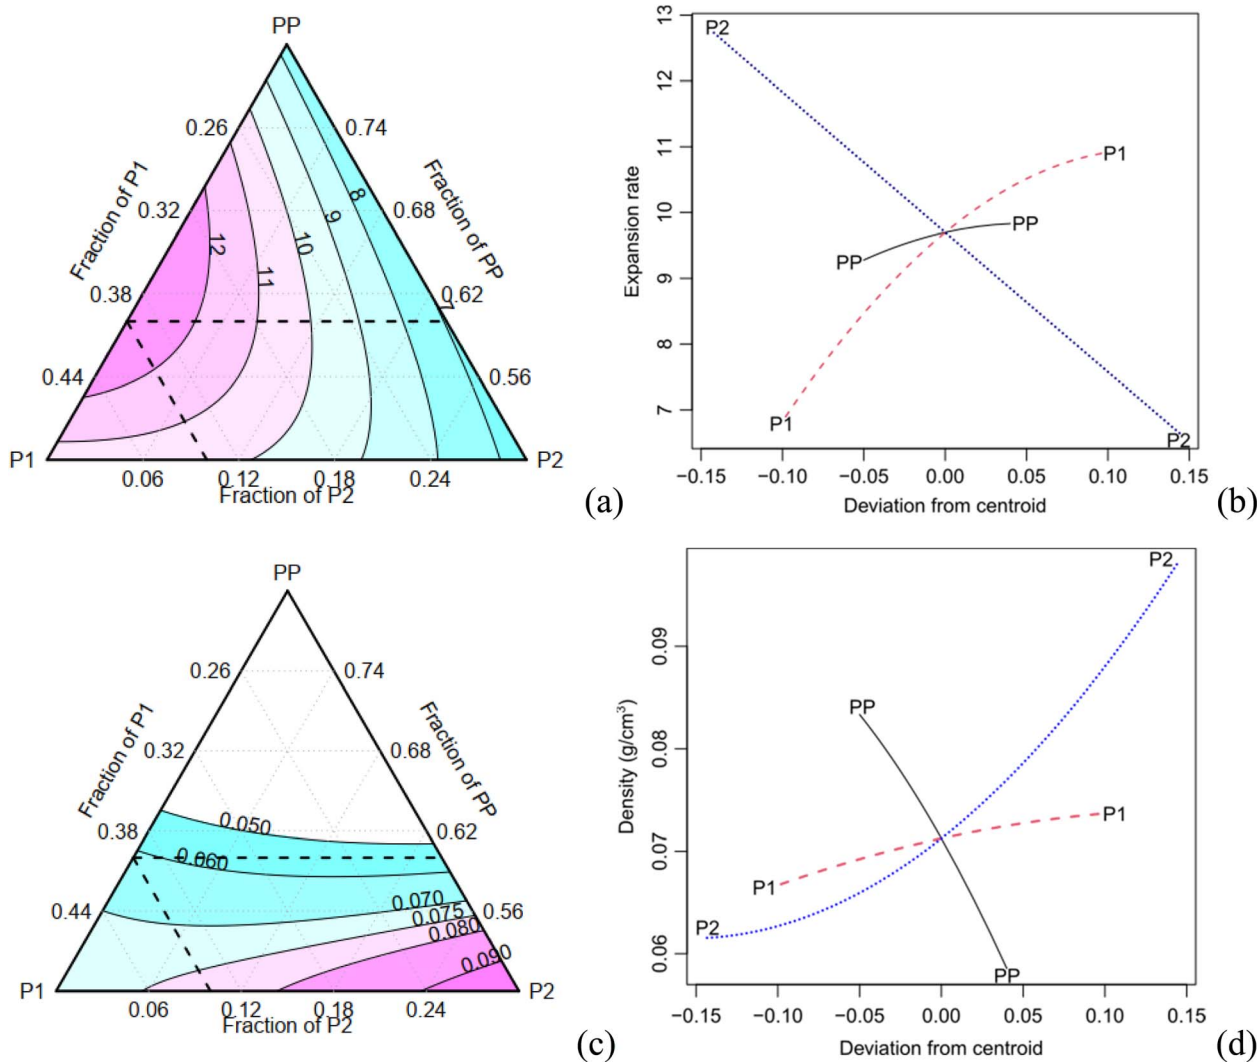 PP
0.26
0.74
Fraction of P1
Fraction of PP
0.32
0.68
0.38
0.62
0.44
0.56
12
11
10
9
8
7
P1
P2
0.06
0.12
0.18
0.24
Fraction of P2
(a)
13
12
11
10
9
8
7
Expansion rate
P2
P1
PP
PP
P1
P2
−0.15
−0.10
−0.05
0.00
0.05
0.10
0.15
Deviation from centroid
(b)
PP
0.26
0.74
Fraction of P1
Fraction of PP
0.32
0.68
0.38
0.62
0.44
0.56
0.050
0.060
0.070
0.075
0.080
0.090
P1
P2
0.06
0.12
0.18
0.24
Fraction of P2
(c)
0.09
0.08
0.07
0.06
Density (g/cm³)
P2
PP
P1
P1
P2
PP
−0.15
−0.10
−0.05
0.00
0.05
0.10
0.15
Deviation from centroid
(d)